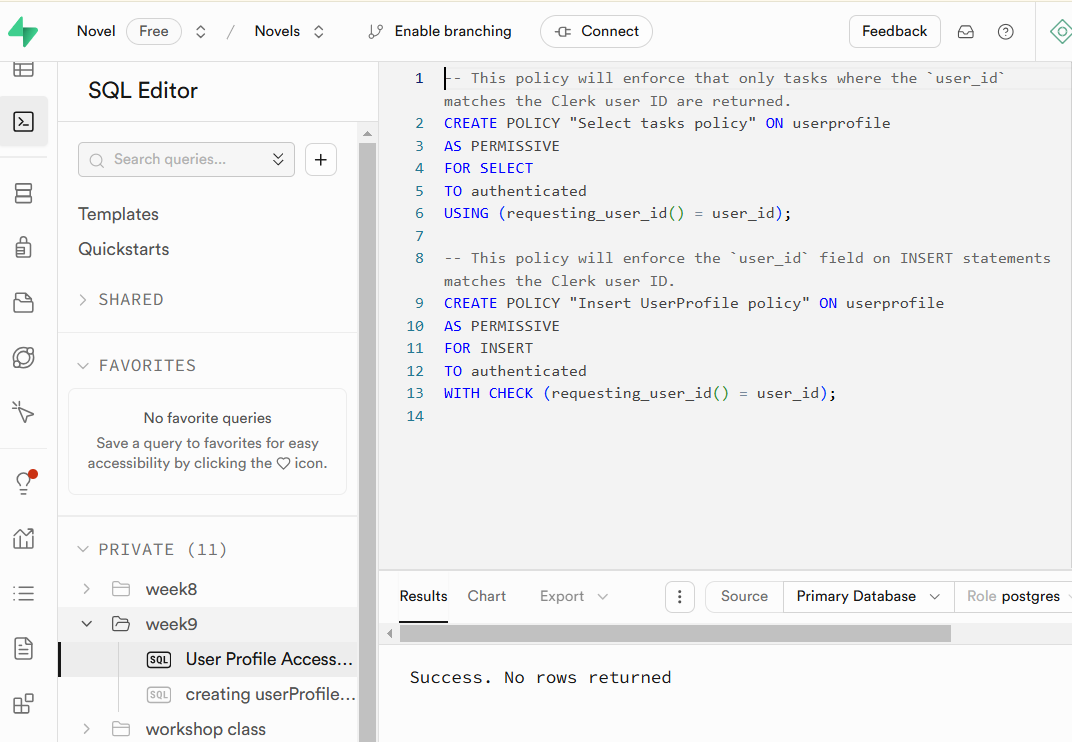 Novel Free / Novels Enable branching Connect Feedback
SQL Editor
Search queries...
Templates
Quickstarts
SHARED
FAVORITES
No favorite queries
Save a query to favorites for easy
accessibility by clicking the ♡ icon.
PRIVATE (11)
week8
week9
SQL User Profile Access...
SQL creating userProfile...
workshop class
1 -- This policy will enforce that only tasks where the `user_id`
matches the Clerk user ID are returned.
2 CREATE POLICY "Select tasks policy" ON userprofile
3 AS PERMISSIVE
4 FOR SELECT
5 TO authenticated
6 USING (requesting_user_id() = user_id);
7
8 -- This policy will enforce the `user_id` field on INSERT statements
matches the Clerk user ID.
9 CREATE POLICY "Insert UserProfile policy" ON userprofile
10 AS PERMISSIVE
11 FOR INSERT
12 TO authenticated
13 WITH CHECK (requesting_user_id() = user_id);
14
Results Chart Export Source Primary Database Role postgres
Success. No rows returned